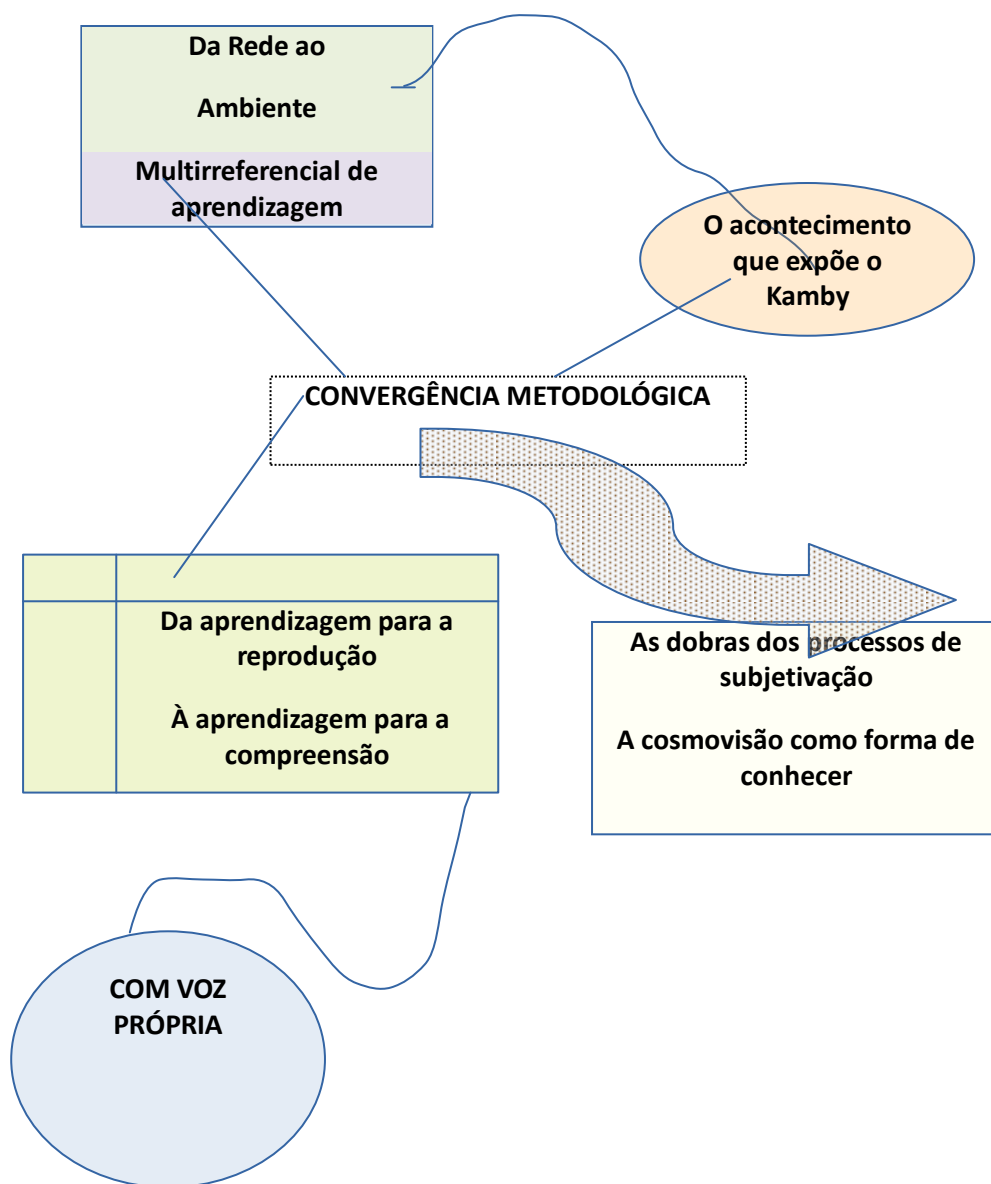 Da Rede ao
Ambiente
Multirreferencial de
aprendizagem
O acontecimento
que expõe o
Kamby
CONVERGÊNCIA METODOLÓGICA
Da aprendizagem para a
reprodução
À aprendizagem para a
compreensão
As dobras dos processos de
subjetivação
A cosmovisão como forma de
conhecer
COM VOZ
PRÓPRIA